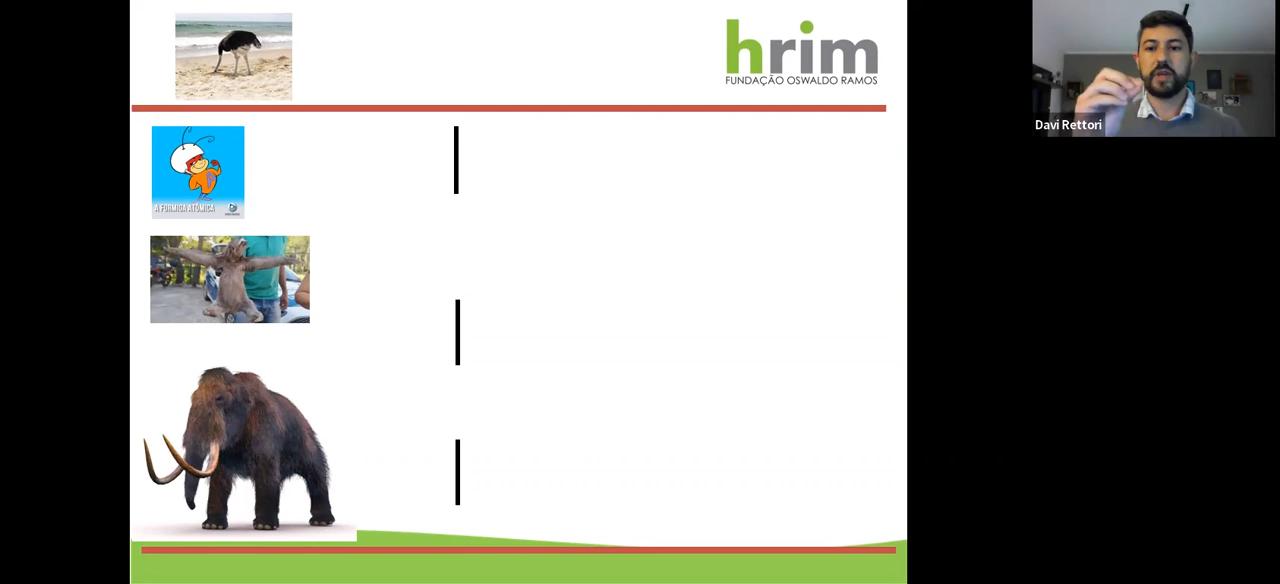 hrim
FUNDAÇÃO OSWALDO RAMOS
Davi Rettori
A FORMIGA ATÔMICA